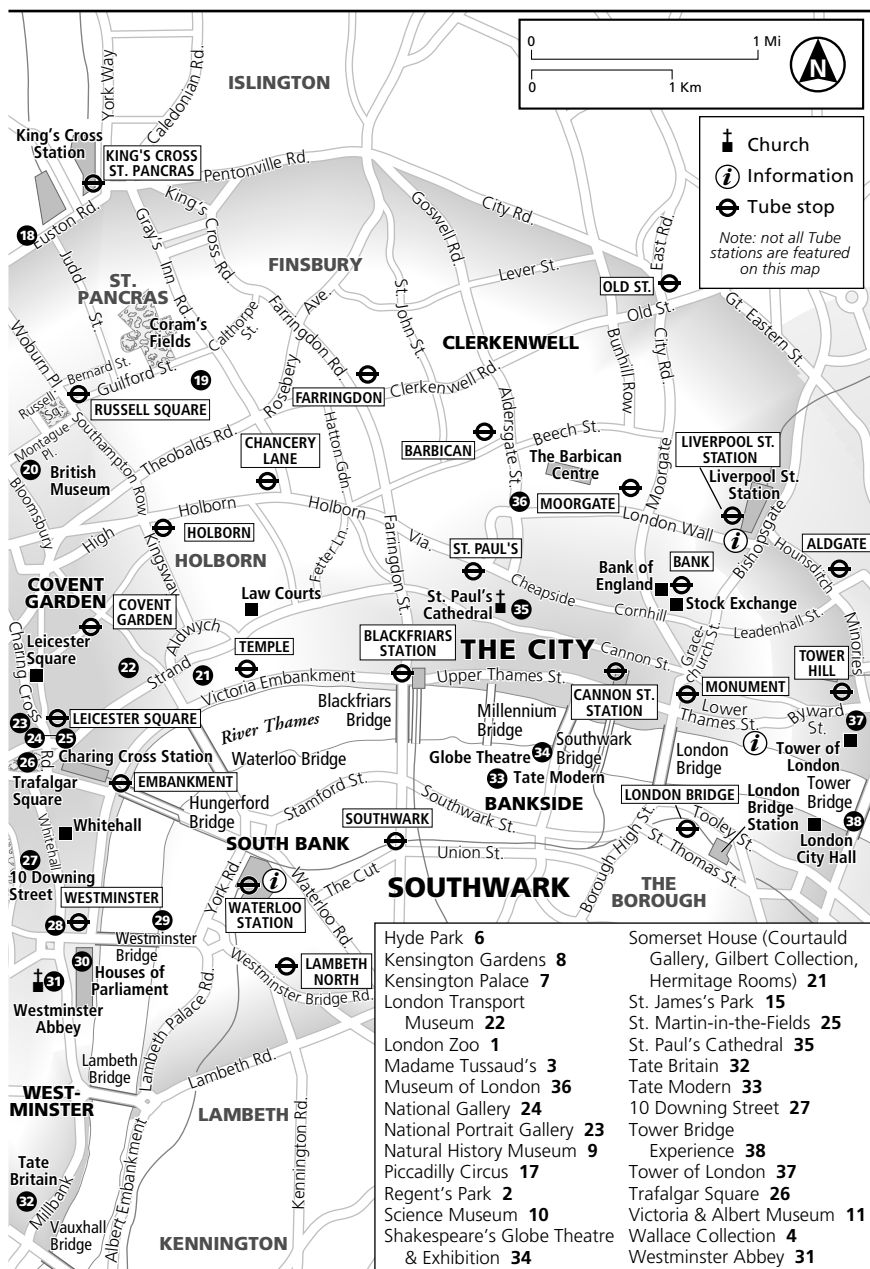 0
1 Mi
0
1 Km
N
Church
i Information
Tube stop
Note: not all Tube
stations are featured
on this map
ISLINGTON
York Way
Caledonian Rd.
King's Cross
Station
KING'S CROSS
ST. PANCRAS
Pentonville Rd.
18
Euston Rd.
Judd St.
Gray's Inn Rd.
King's Cross Rd.
Goswell Rd.
City Rd.
East Rd.
FINSBURY
Lever St.
OLD ST.
Old St.
Gt. Eastern St.
ST.
PANCRAS
Coram's
Fields
Calthorpe
St.
Farringdon Rd.
Rosebery Ave.
St. John St.
CLERKENWELL
Bunhill Row
City Rd.
Woburn Pl.
Bernard St.
Guilford St.
19
Russell
Sq.
RUSSELL SQUARE
FARRINGDON
Clerkenwell Rd.
Aldersgate St.
Montague
Pl.
Southampton Row
Theobalds Rd.
Hatton Gdn.
CHANCERY
LANE
BARBICAN
Beech St.
The Barbican
Centre
Moorgate
LIVERPOOL ST.
STATION
Liverpool St.
Station
20
British
Museum
Bloomsbury
36
MOORGATE
London Wall
i
Bishopsgate
High
Holborn
HOLBORN
Holborn
Via.
Kingsway
HOLBORN
Fetter Ln.
Farringdon St.
ST. PAUL'S
Cheapside
Bank of
England
BANK
Stock Exchange
Houndsditch
ALDGATE
COVENT
GARDEN
COVENT
GARDEN
Law Courts
St. Paul's
Cathedral
35
Cornhill
Leadenhall St.
Minories
Charing Cross Rd.
Leicester
Square
Aldwych
22
Strand
21
TEMPLE
BLACKFRIARS
STATION
THE CITY
Cannon St.
Grace-
church St.
TOWER
HILL
Victoria Embankment
Upper Thames St.
CANNON ST.
STATION
MONUMENT
Lower
Thames St.
Byward
St.
37
23
LEICESTER SQUARE
24
25
River Thames
Blackfriars
Bridge
Millennium
Bridge
34
Southwark
Bridge
London
Bridge
i
Tower of
London
26
Charing Cross Station
Waterloo Bridge
Globe Theatre
33
Tate Modern
Trafalgar
Square
EMBANKMENT
Hungerford
Bridge
Stamford St.
BANKSIDE
LONDON BRIDGE
London
Bridge
Station
Tower
Bridge
38
Whitehall
Whitehall
SOUTHWARK
Southwark St.
Tooley St.
London
City Hall
27
10 Downing
Street
SOUTH BANK
Union St.
Borough High St.
St. Thomas St.
York Rd.
i
The Cut
Waterloo Rd.
SOUTHWARK
THE
BOROUGH
WESTMINSTER
28
29
WATERLOO
STATION
Westminster
Bridge
30
Houses of
Parliament
31
Westminster
Abbey
LAMBETH
NORTH
Westminster Bridge Rd.
Lambeth Palace Rd.
Lambeth
Bridge
Lambeth Rd.
WEST-
MINSTER
LAMBETH
Kennington Rd.
Tate
Britain
32
Millbank
Vauxhall
Bridge
Albert Embankment
KENNINGTON
Hyde Park 6
Kensington Gardens 8
Kensington Palace 7
London Transport
Museum 22
London Zoo 1
Madame Tussaud's 3
Museum of London 36
National Gallery 24
National Portrait Gallery 23
Natural History Museum 9
Piccadilly Circus 17
Regent's Park 2
Science Museum 10
Shakespeare's Globe Theatre
& Exhibition 34
Somerset House (Courtauld
Gallery, Gilbert Collection,
Hermitage Rooms) 21
St. James's Park 15
St. Martin-in-the-Fields 25
St. Paul's Cathedral 35
Tate Britain 32
Tate Modern 33
10 Downing Street 27
Tower Bridge
Experience 38
Tower of London 37
Trafalgar Square 26
Victoria & Albert Museum 11
Wallace Collection 4
Westminster Abbey 31